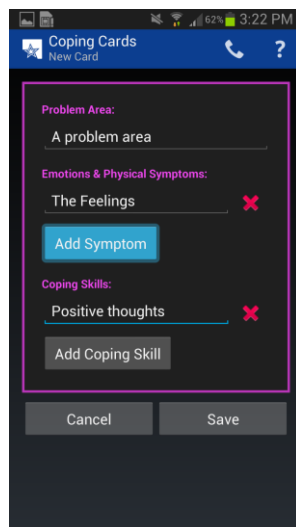 62% 3:22 PM
Coping Cards
New Card
?
Problem Area:
A problem area
Emotions & Physical Symptoms:
The Feelings
Add Symptom
Coping Skills:
Positive thoughts
Add Coping Skill
Cancel Save